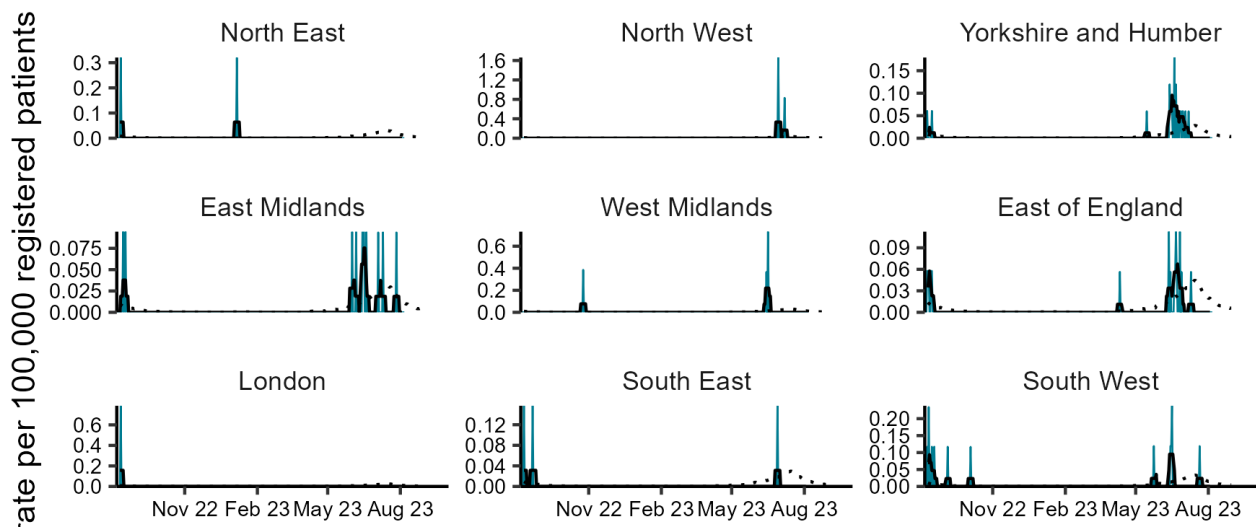 rate per 100,000 registered patients
North East
0.3
0.2
0.1
0.0
North West
1.6
1.2
0.8
0.4
0.0
Yorkshire and Humber
0.15
0.10
0.05
0.00
East Midlands
0.075
0.050
0.025
0.000
West Midlands
0.6
0.4
0.2
0.0
East of England
0.09
0.06
0.03
0.00
London
0.6
0.4
0.2
0.0
Nov 22 Feb 23 May 23 Aug 23
South East
0.12
0.08
0.04
0.00
Nov 22 Feb 23 May 23 Aug 23
South West
0.20
0.15
0.10
0.05
0.00
Nov 22 Feb 23 May 23 Aug 23